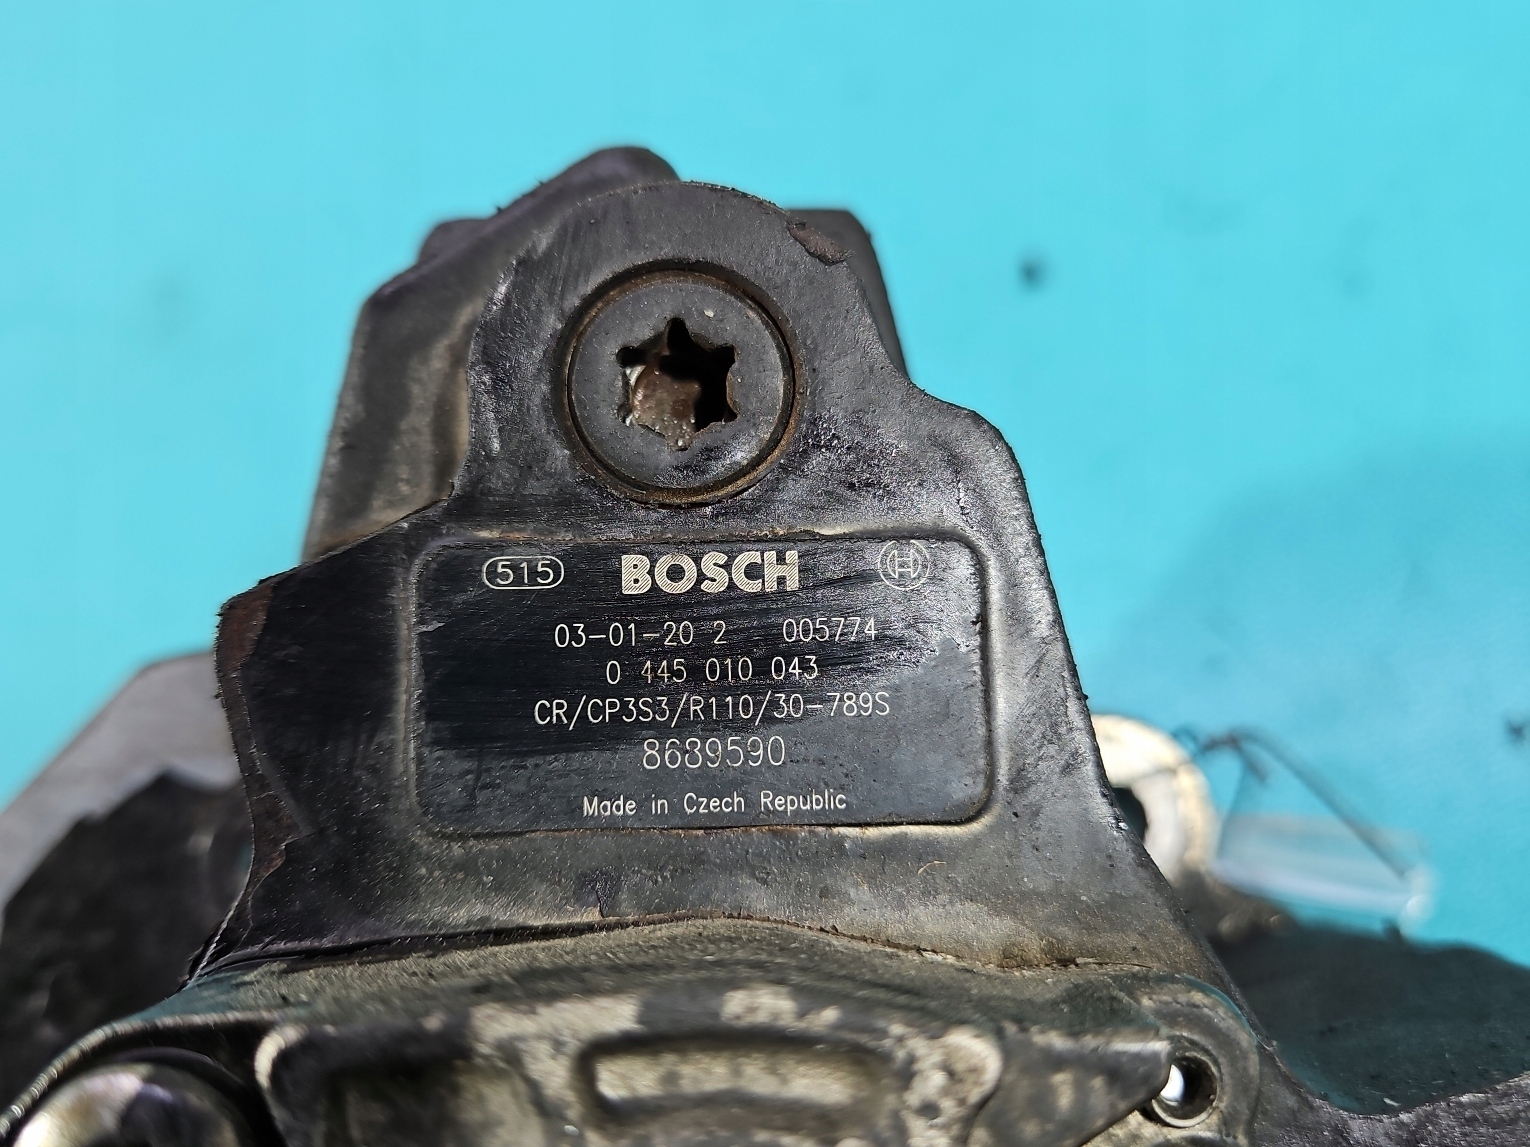 515 BOSCH
03-01-20 2 005774
0 445 010 043
CR/CP3S3/R110/30-789S
8689590
Made in Czech Republic